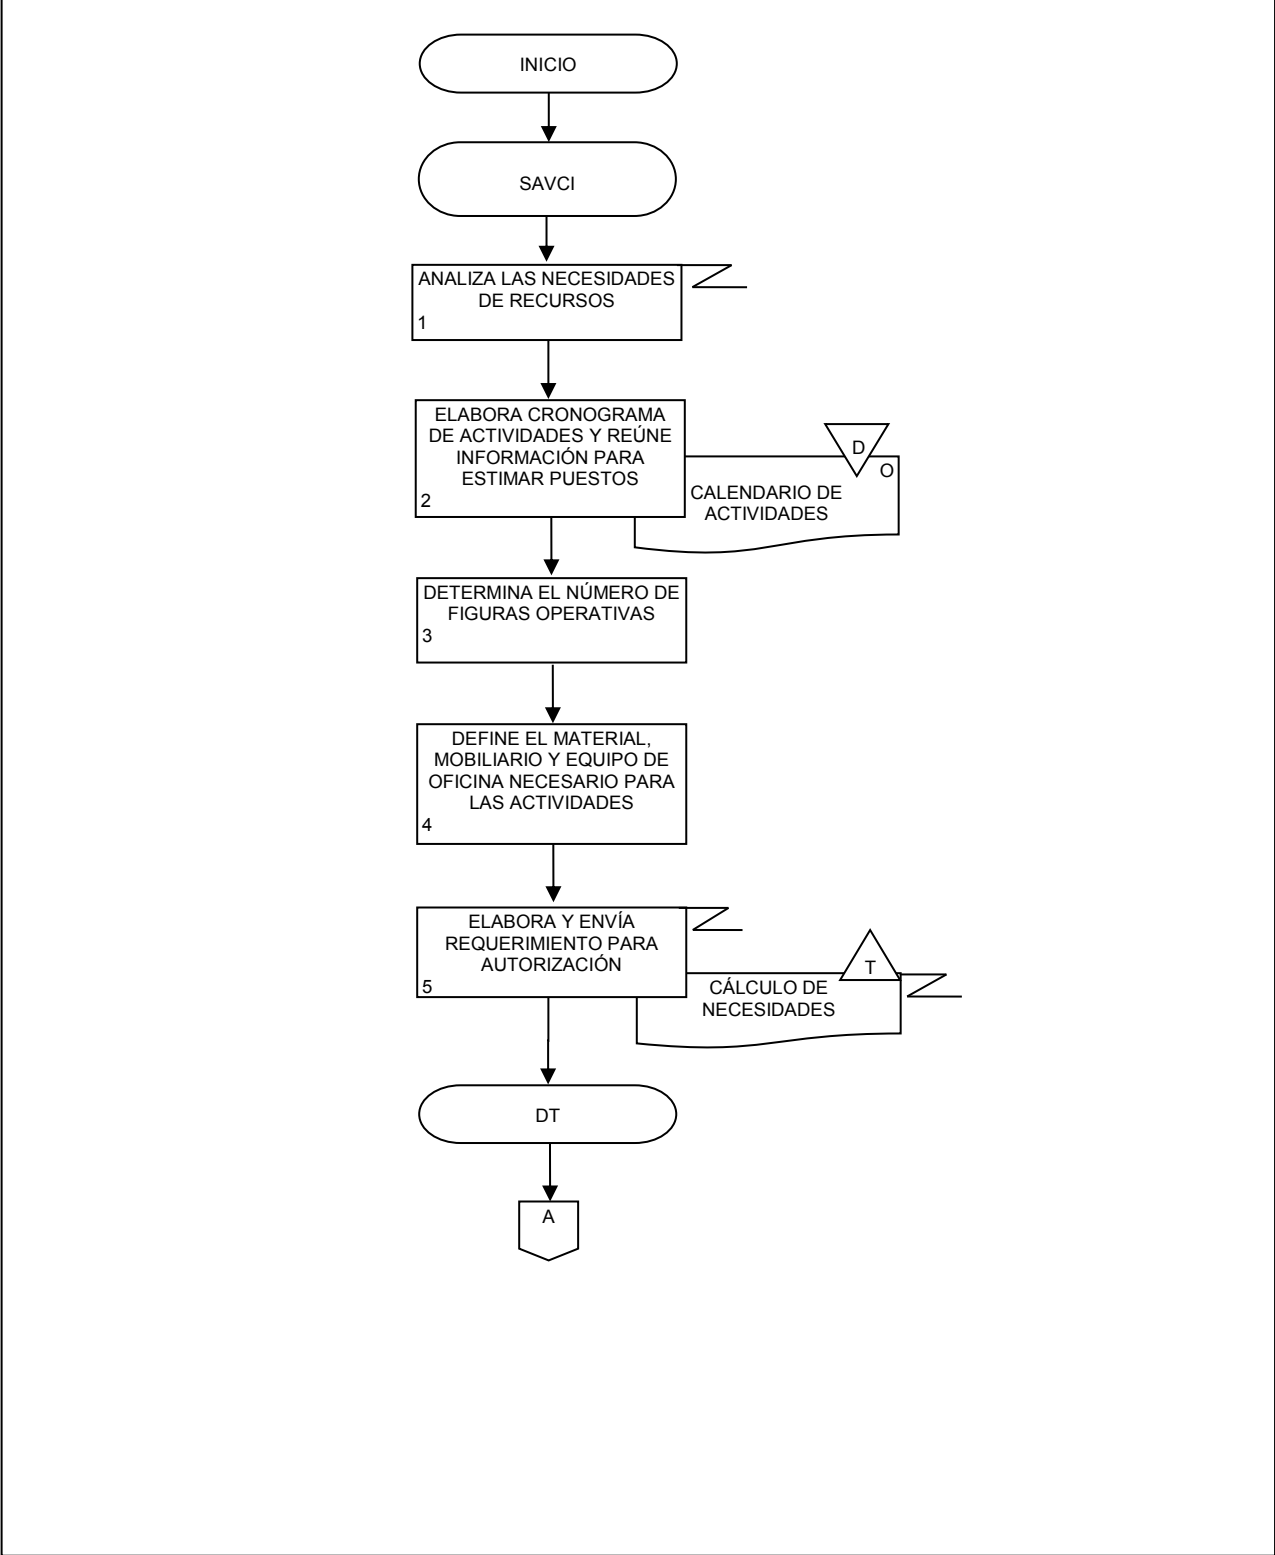 INICIO
SAVCI
ANALIZA LAS NECESIDADES
DE RECURSOS
1
ELABORA CRONOGRAMA
DE ACTIVIDADES Y REÚNE
INFORMACIÓN PARA
ESTIMAR PUESTOS
2
D
O
CALENDARIO DE
ACTIVIDADES
DETERMINA EL NÚMERO DE
FIGURAS OPERATIVAS
3
DEFINE EL MATERIAL,
MOBILIARIO Y EQUIPO DE
OFICINA NECESARIO PARA
LAS ACTIVIDADES
4
ELABORA Y ENVÍA
REQUERIMIENTO PARA
AUTORIZACIÓN
5
T
CÁLCULO DE
NECESIDADES
DT
A